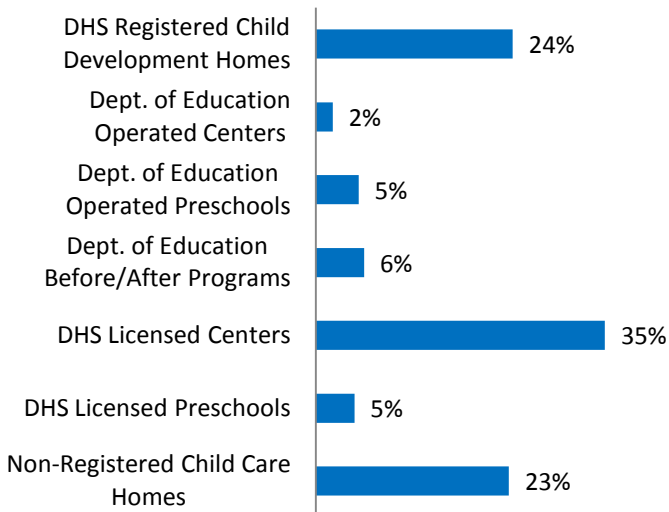 DHS Registered Child
Development Homes
24%
Dept. of Education
Operated Centers
2%
Dept. of Education
Operated Preschools
5%
Dept. of Education
Before/After Programs
6%
DHS Licensed Centers
35%
DHS Licensed Preschools
5%
Non-Registered Child Care
Homes
23%